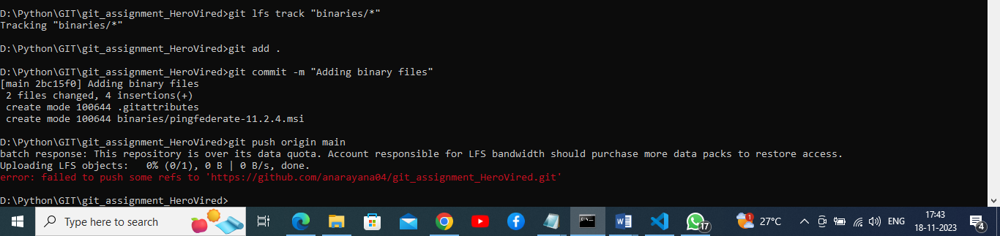 D:\Python\GIT\git_assignment_HeroVired>git lfs track "binaries/*"
Tracking "binaries/*"
D:\Python\GIT\git_assignment_HeroVired>git add .
D:\Python\GIT\git_assignment_HeroVired>git commit -m "Adding binary files"
[main 2bc15f0] Adding binary files
 2 files changed, 4 insertions(+)
 create mode 100644 .gitattributes
 create mode 100644 binaries/pingfederate-11.2.4.msi
D:\Python\GIT\git_assignment_HeroVired>git push origin main
batch response: This repository is over its data quota. Account responsible for LFS bandwidth should purchase more data packs to restore access.
Uploading LFS objects:   0% (0/1), 0 B | 0 B/s, done.
error: failed to push some refs to 'https://github.com/anarayana04/git_assignment_HeroVired.git'
D:\Python\GIT\git_assignment_HeroVired>
Type here to search
17
1
27°C
ENG
17:43
18-11-2023
4